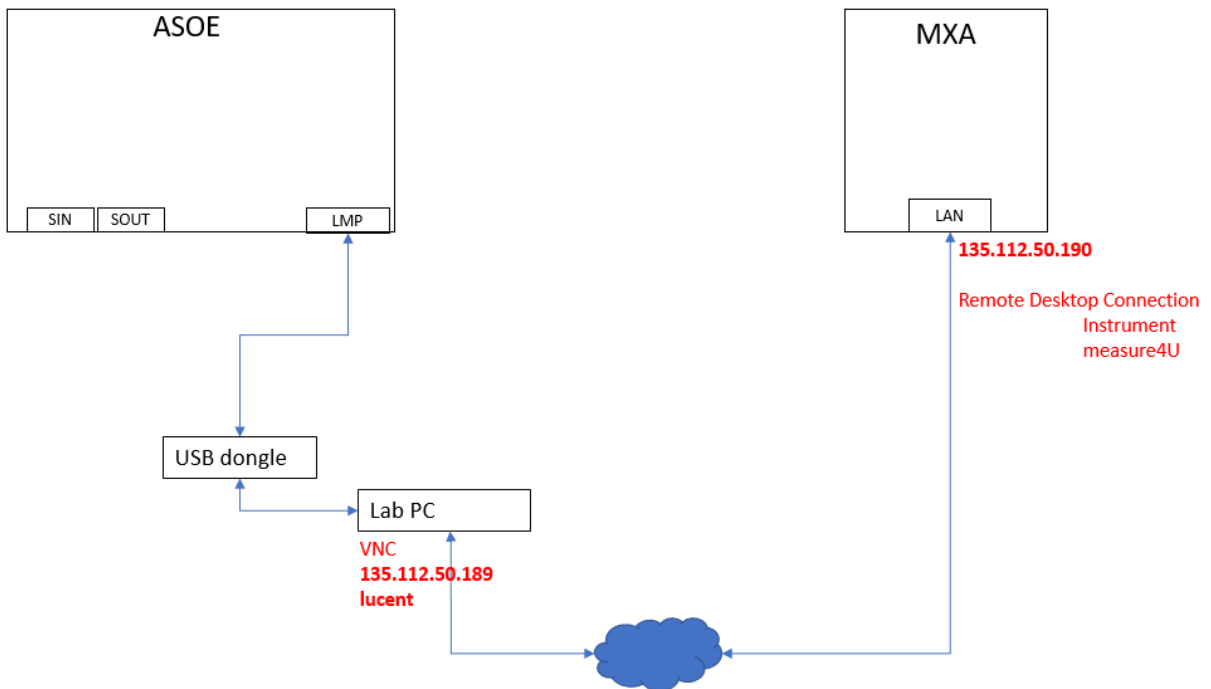 ASOE
MXA
SIN
SOUT
LMP
LAN
135.112.50.190
Remote Desktop Connection
Instrument
measure4U
USB dongle
Lab PC
VNC
135.112.50.189
lucent